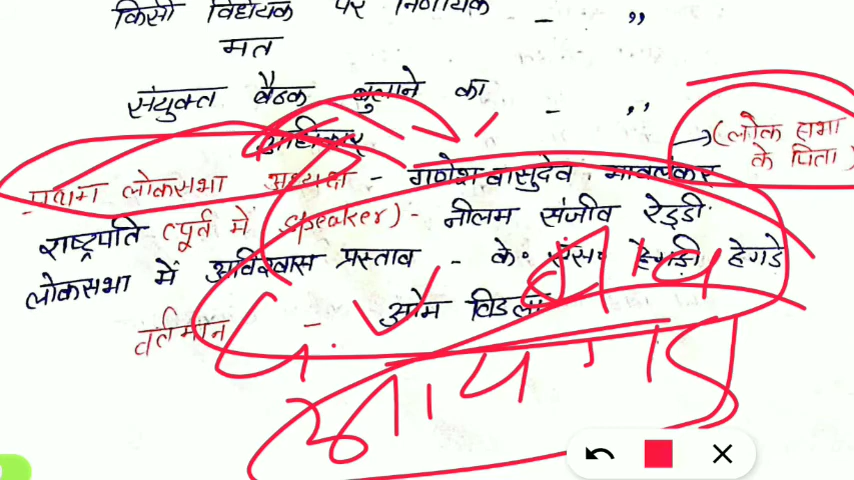 किसी विधेयक पर निर्णायक - ,,
मत
संयुक्त बैठक बुलाने का - ,,
अधिकार
→(लोक सभा के पिता)
प्रथम लोकसभा अध्यक्ष - गणेश वासुदेव मावलंकर
राष्ट्रपति (पूर्व में speaker) - नीलम संजीव रेड्डी
लोकसभा में अविश्वास प्रस्ताव - के. एस. हेगडे
वर्तमान - ओम बिडला